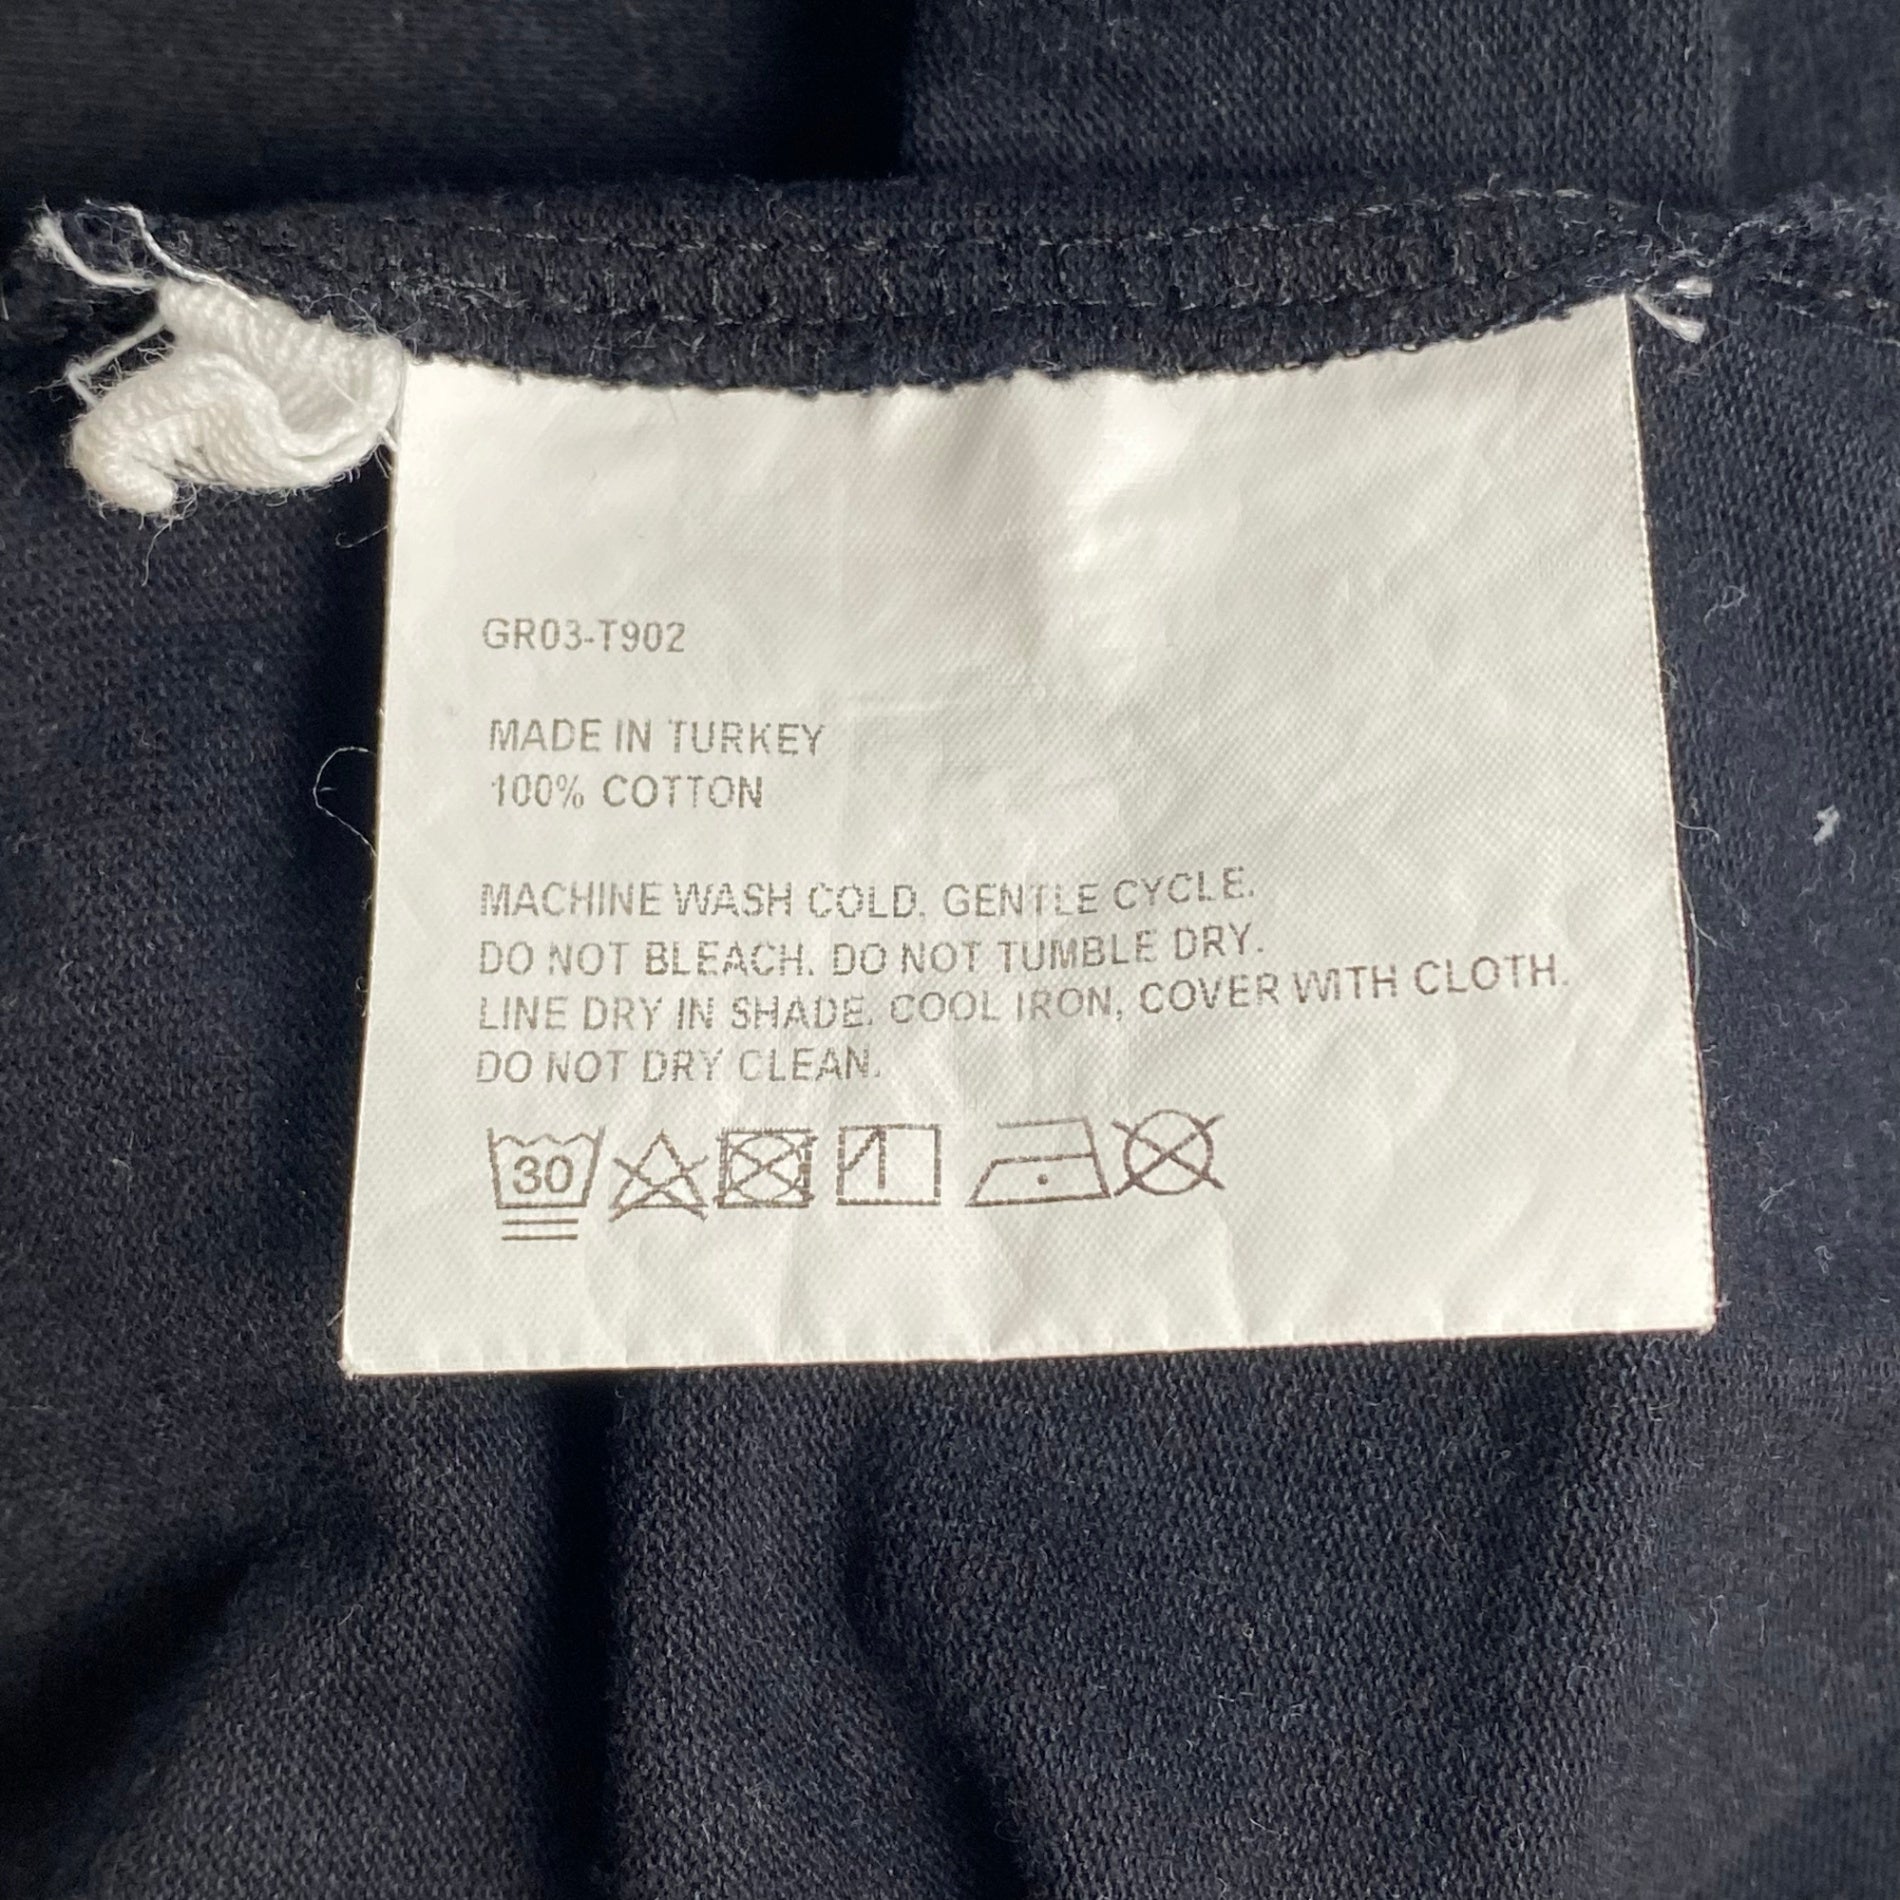 GR03-T902
MADE IN TURKEY
100% COTTON
MACHINE WASH COLD. GENTLE CYCLE.
DO NOT BLEACH. DO NOT TUMBLE DRY.
LINE DRY IN SHADE. COOL IRON, COVER WITH CLOTH.
DO NOT DRY CLEAN.
30